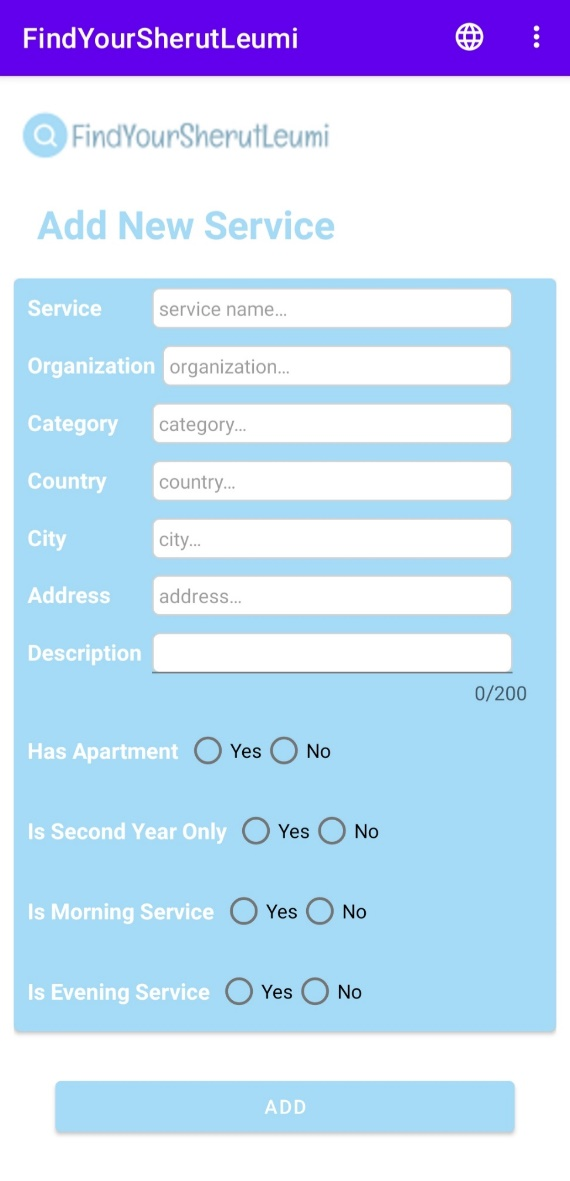 FindYourSherutLeumi
FindYourSherutLeumi
Add New Service
Service service name...
Organization organization...
Category category...
Country country...
City city...
Address address...
Description
0/200
Has Apartment Yes No
Is Second Year Only Yes No
Is Morning Service Yes No
Is Evening Service Yes No
ADD